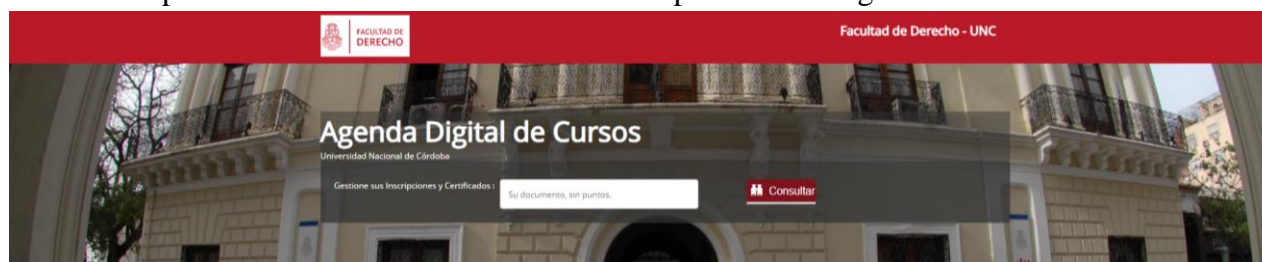 FACULTAD DE
DERECHO
Facultad de Derecho - UNC
Agenda Digital de Cursos
Universidad Nacional de Córdoba
Gestione sus Inscripciones y Certificados :
Su documento, sin puntos.
Consultar